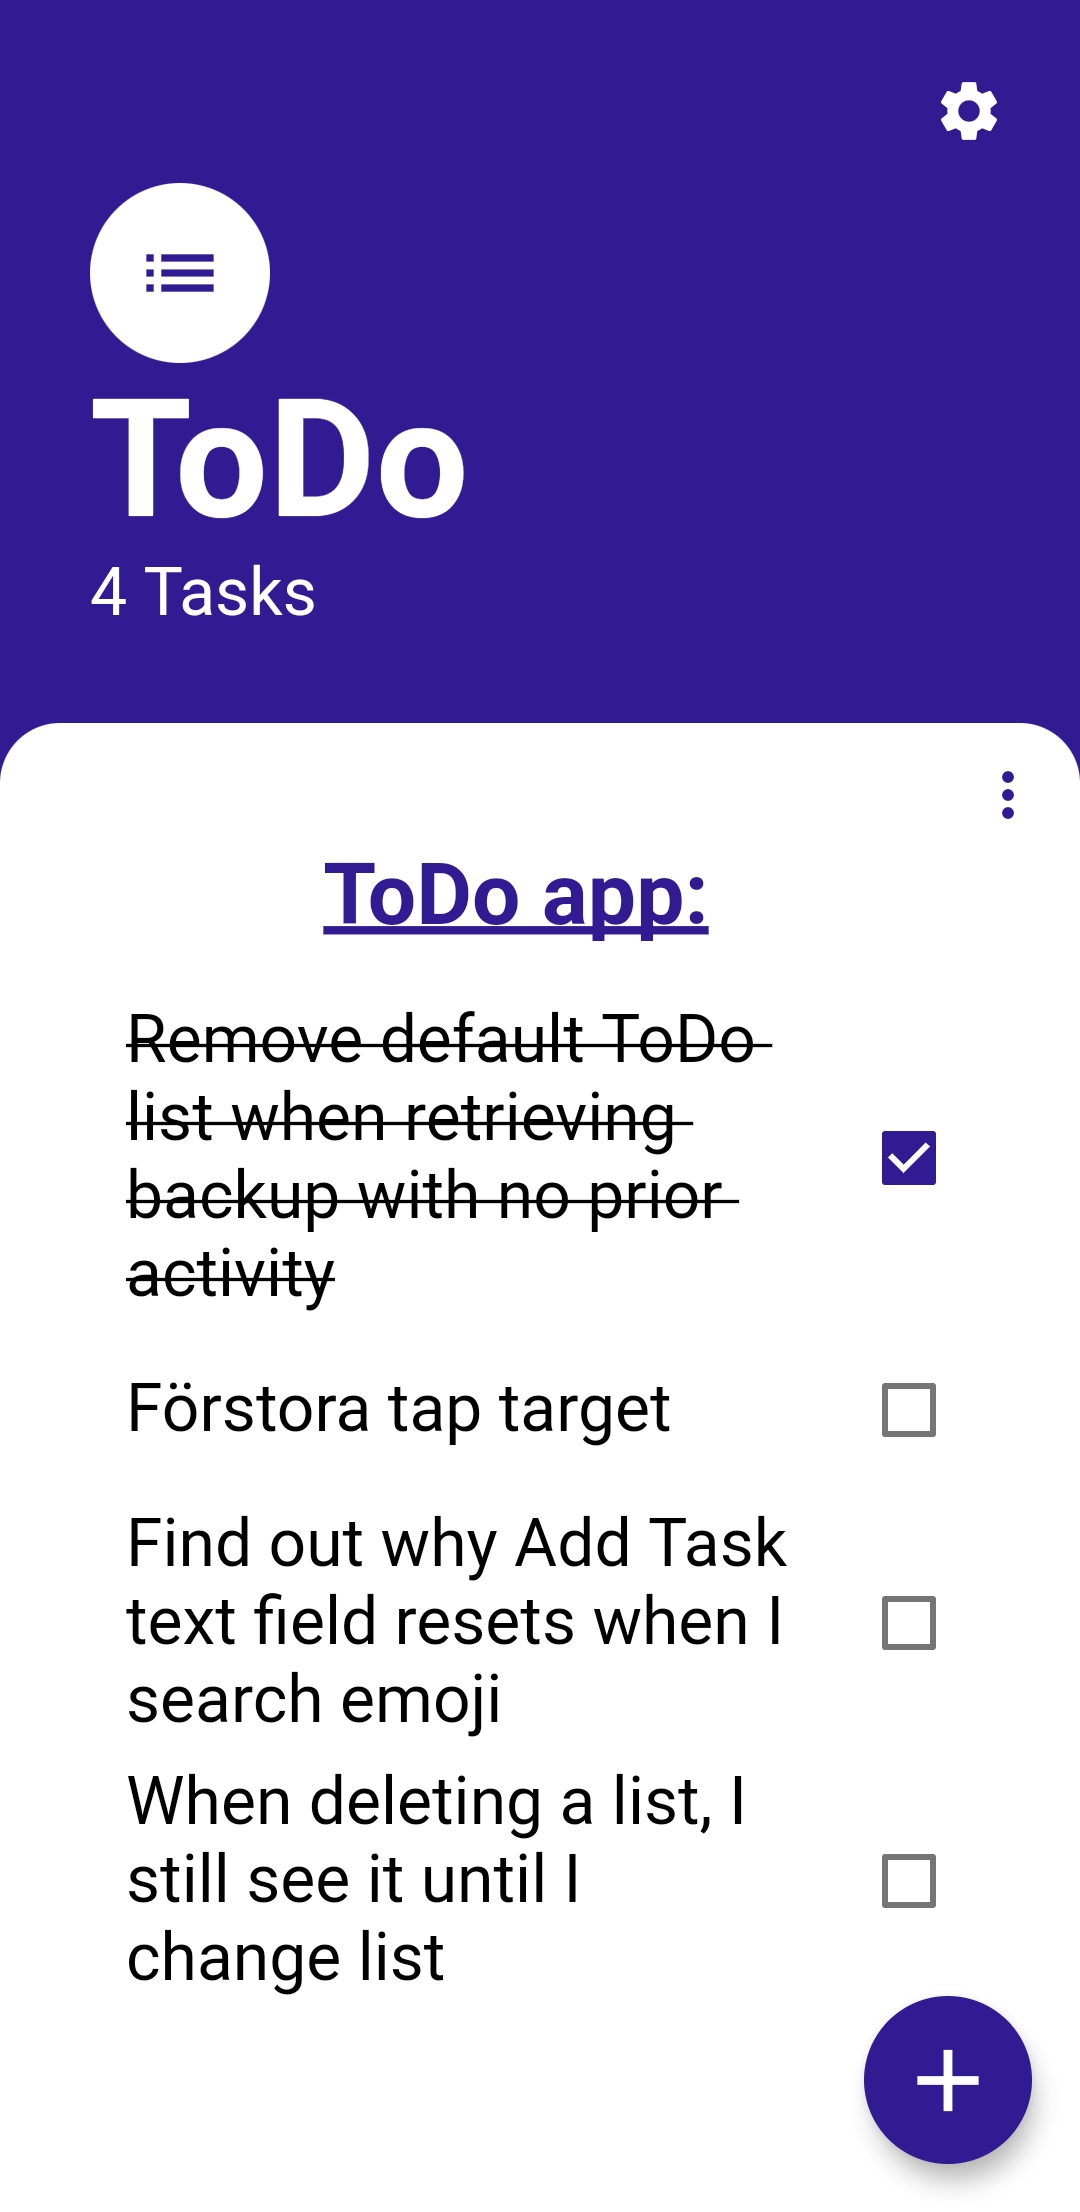 ToDo
4 Tasks
ToDo app:
Remove default ToDo
list when retrieving
backup with no prior
activity
Förstora tap target
Find out why Add Task
text field resets when I
search emoji
When deleting a list, I
still see it until I
change list